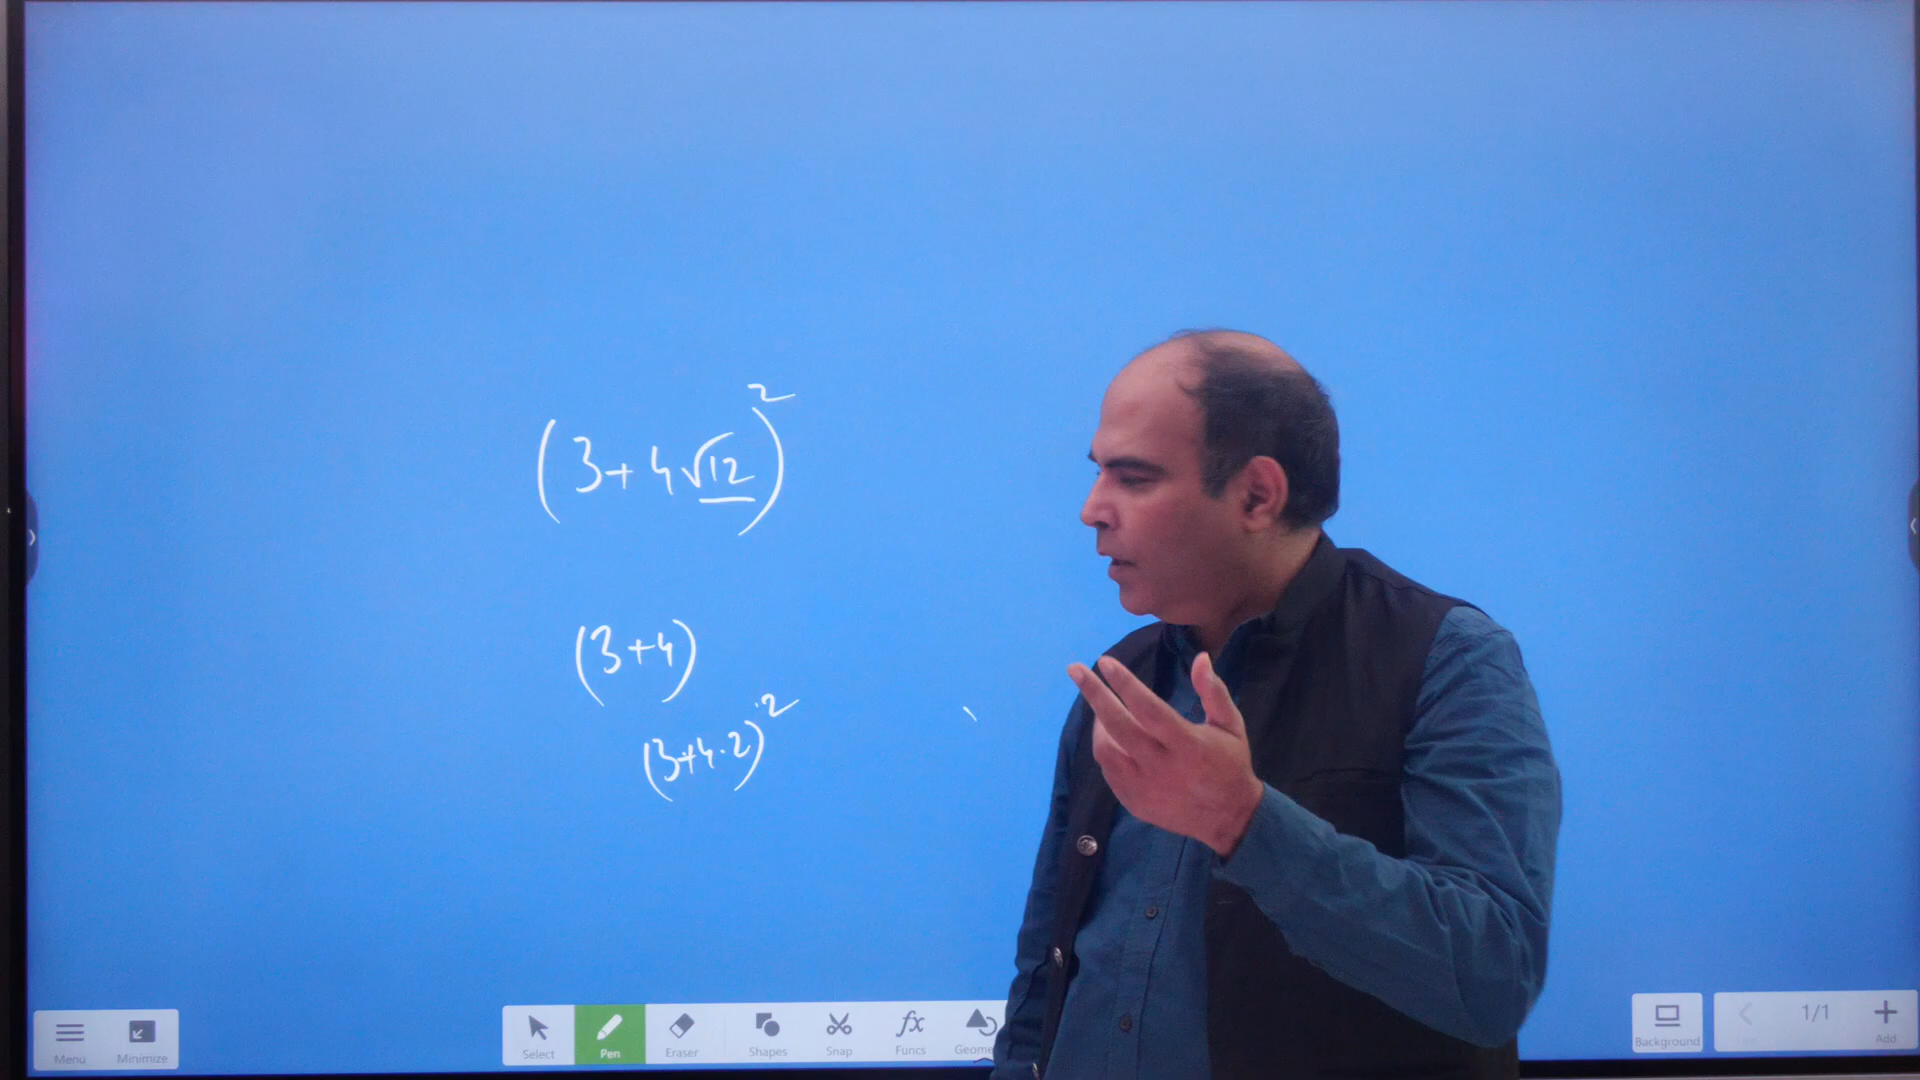 (3+4√12)²
(3+4)
(3+4.2)²
Menu
Minimize
Select
Pen
Eraser
Shapes
Snap
fx
Funcs
Geome
Background
1/1
Add